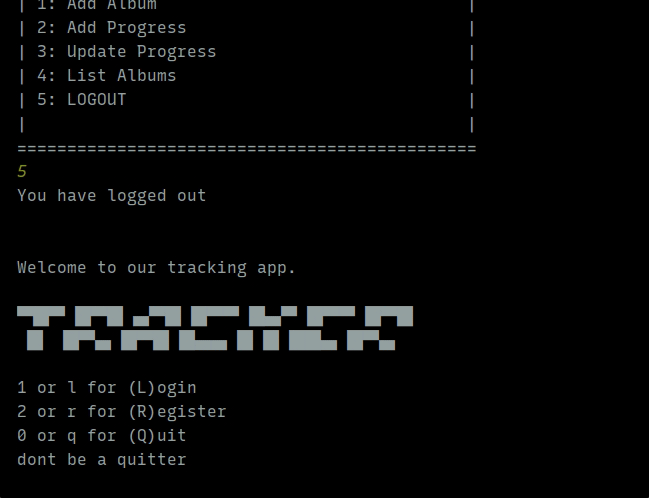 | 1: Add Album |
| 2: Add Progress |
| 3: Update Progress |
| 4: List Albums |
| 5: LOGOUT |
| |
==============================================
5
You have logged out
Welcome to our tracking app.
TRACKER
1 or l for (L)ogin
2 or r for (R)egister
0 or q for (Q)uit
dont be a quitter